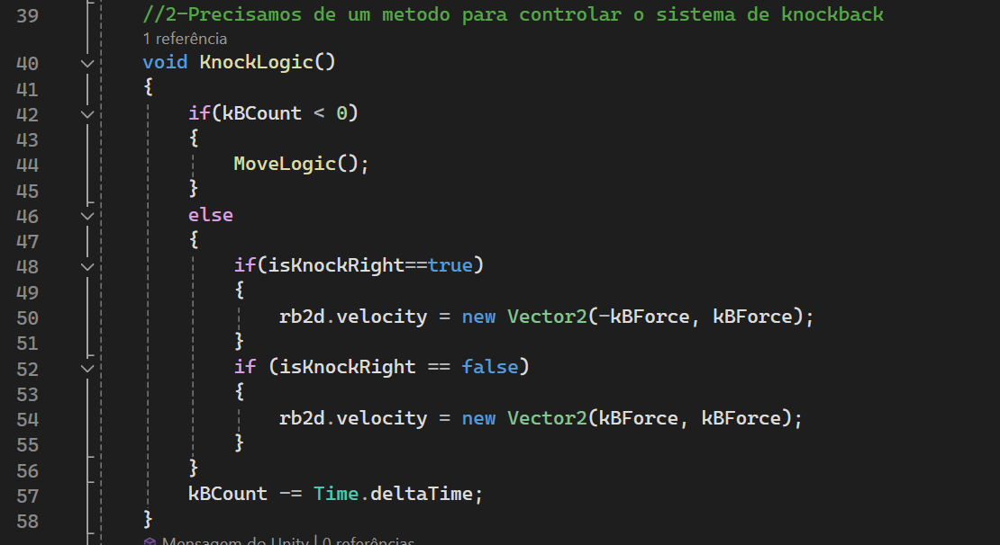 39 //2-Precisamos de um metodo para controlar o sistema de knockback
1 referência
40 void KnockLogic()
41 {
42 if(kBCount < 0)
43 {
44 MoveLogic();
45 }
46 else
47 {
48 if(isKnockRight==true)
49 {
50 rb2d.velocity = new Vector2(-kBForce, kBForce);
51 }
52 if (isKnockRight == false)
53 {
54 rb2d.velocity = new Vector2(kBForce, kBForce);
55 }
56 }
57 kBCount -= Time.deltaTime;
58 }
Mensagem do Unity | 0 referências